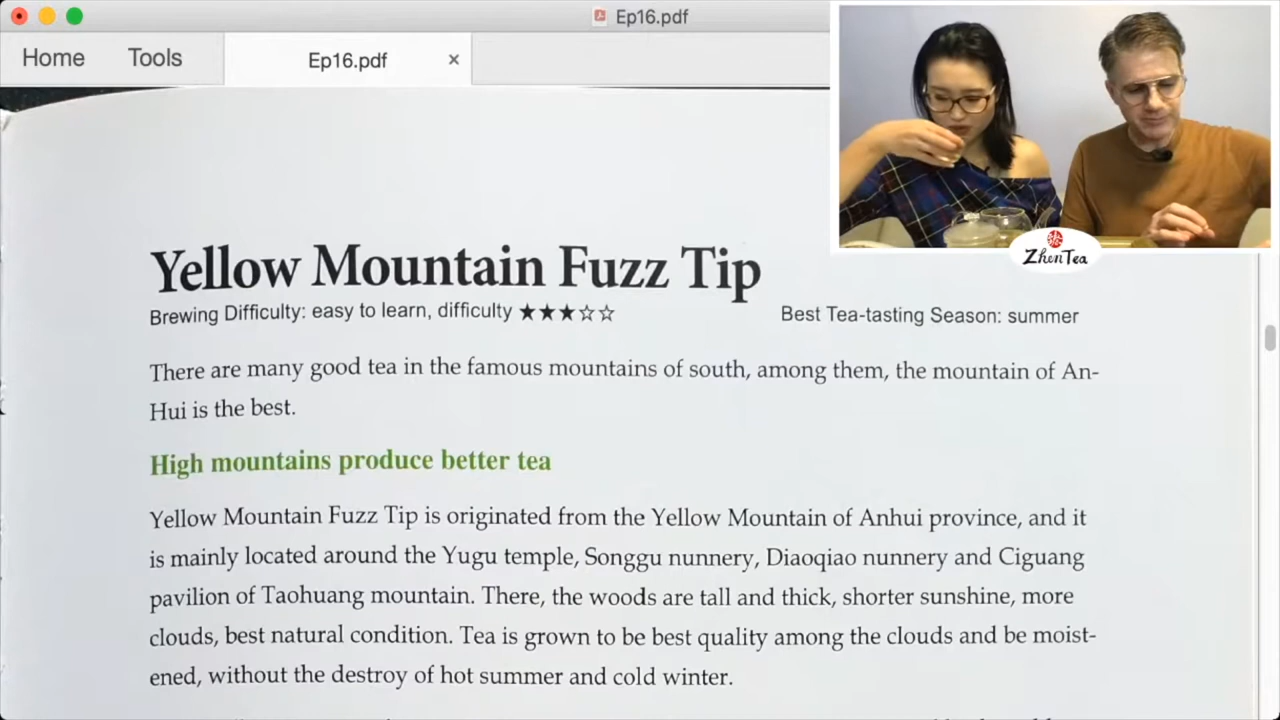 Ep16.pdf
Home Tools Ep16.pdf ×
Zhen Tea
Yellow Mountain Fuzz Tip
Brewing Difficulty: easy to learn, difficulty ★★★☆☆ Best Tea-tasting Season: summer
There are many good tea in the famous mountains of south, among them, the mountain of An-
Hui is the best.
High mountains produce better tea
Yellow Mountain Fuzz Tip is originated from the Yellow Mountain of Anhui province, and it
is mainly located around the Yugu temple, Songgu nunnery, Diaoqiao nunnery and Ciguang
pavilion of Taohuang mountain. There, the woods are tall and thick, shorter sunshine, more
clouds, best natural condition. Tea is grown to be best quality among the clouds and be moist-
ened, without the destroy of hot summer and cold winter.